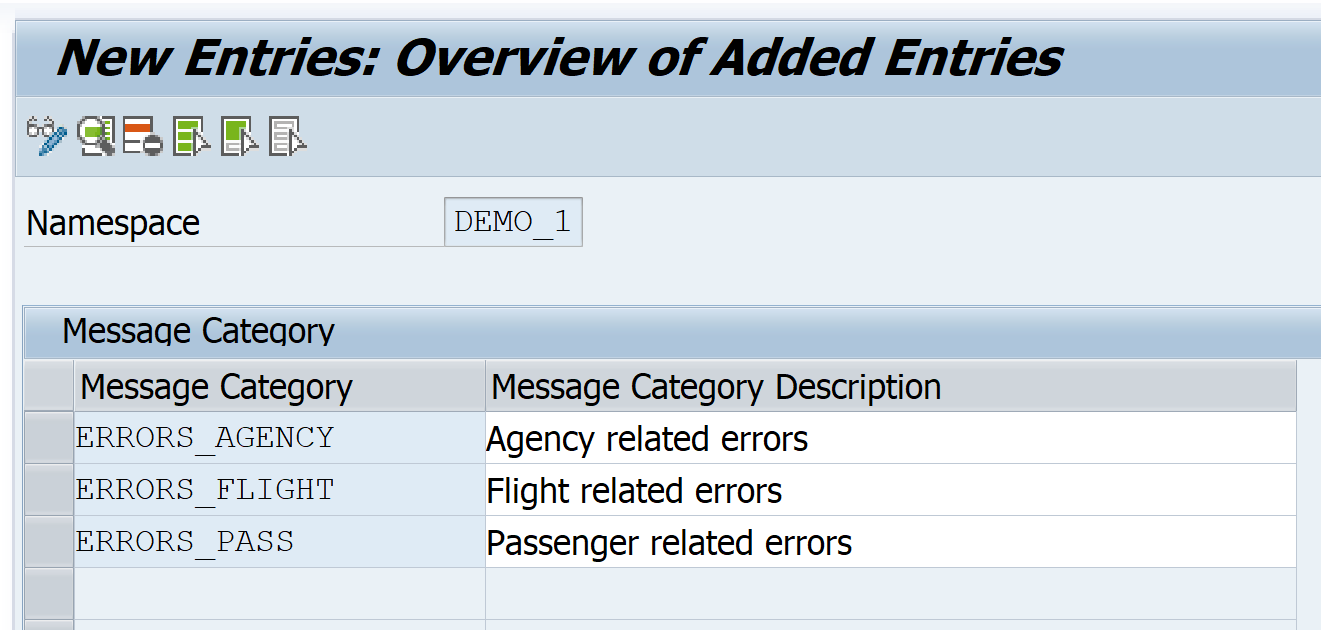 New Entries: Overview of Added Entries
Namespace DEMO_1
Message Category
Message Category Message Category Description
ERRORS_AGENCY Agency related errors
ERRORS_FLIGHT Flight related errors
ERRORS_PASS Passenger related errors